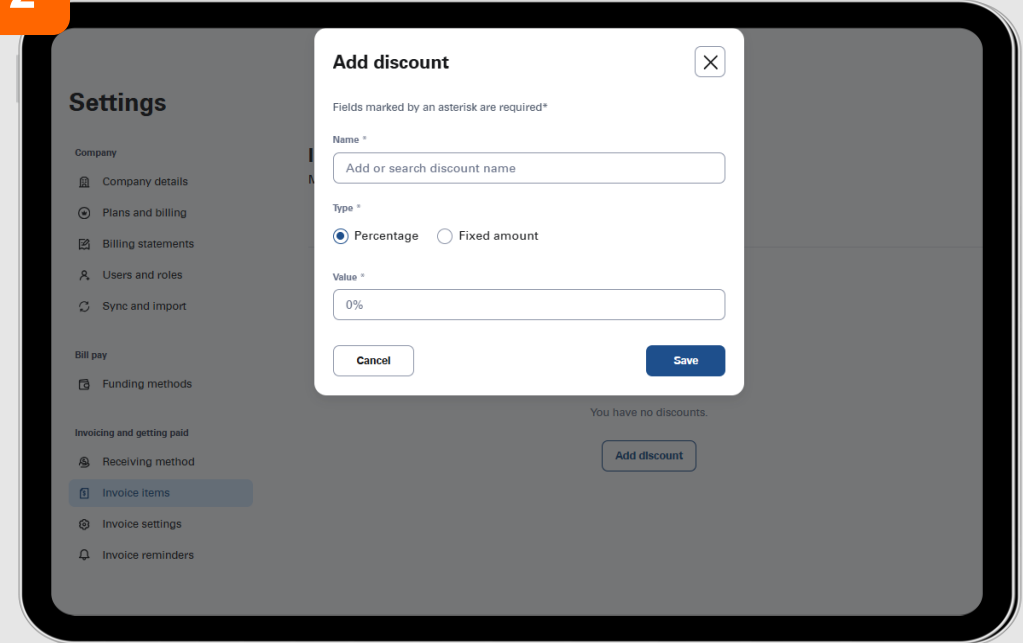 Settings
Company
Company details
Plans and billing
Billing statements
Users and roles
Sync and import
Bill pay
Funding methods
Invoicing and getting paid
Receiving method
Invoice items
Invoice settings
Invoice reminders
Add discount
Fields marked by an asterisk are required*
Name *
Add or search discount name
Type *
Percentage Fixed amount
Value *
0%
Cancel Save
You have no discounts.
Add discount